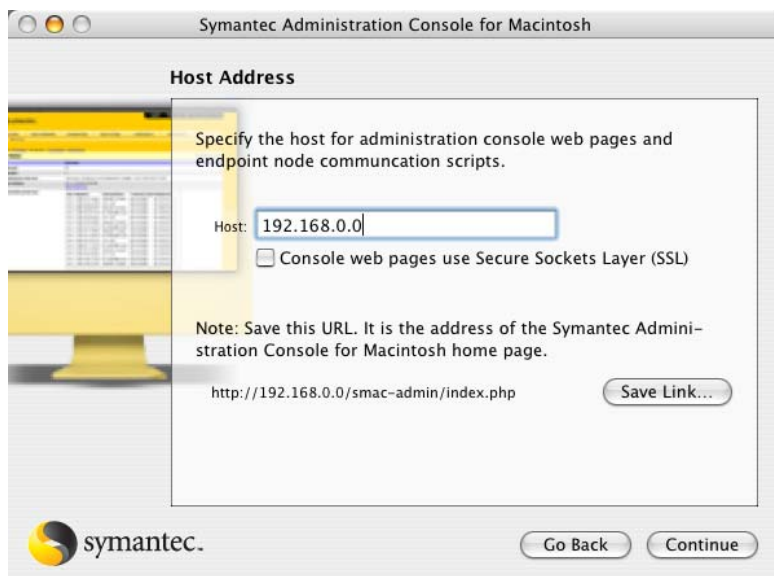 Symantec Administration Console for Macintosh
Host Address
Specify the host for administration console web pages and
endpoint node communcation scripts.
Host: 192.168.0.0
Console web pages use Secure Sockets Layer (SSL)
Note: Save this URL. It is the address of the Symantec Admini-
stration Console for Macintosh home page.
http://192.168.0.0/smac-admin/index.php
Save Link...
symantec.
Go Back
Continue